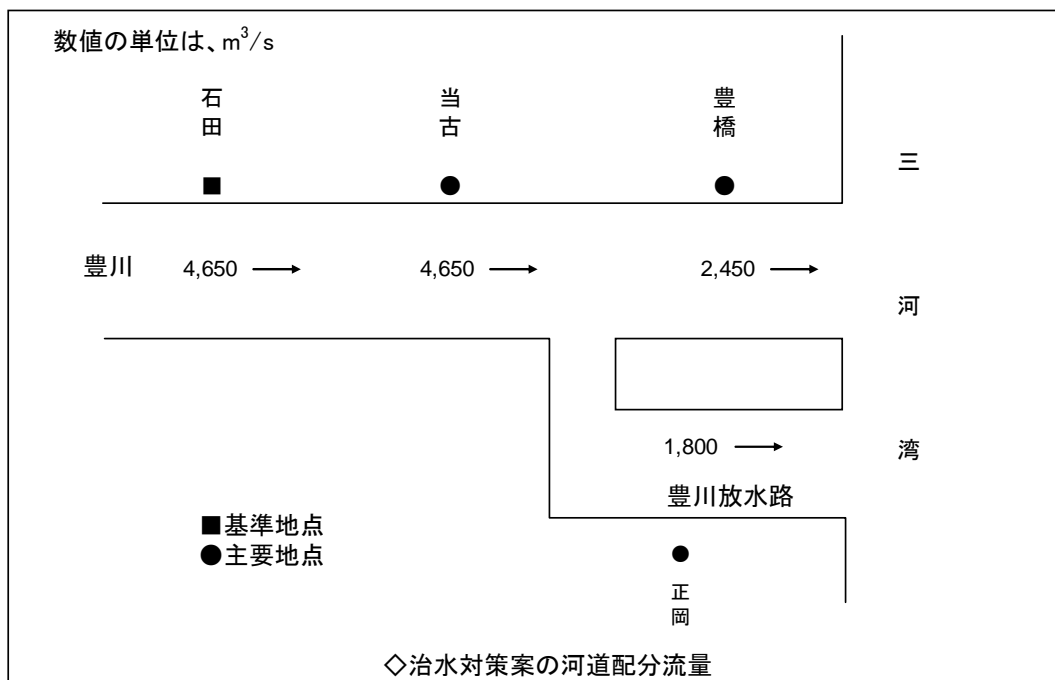 数値の単位は、m³/s
石田
当古
豊橋
三河湾
豊川
4,650
4,650
2,450
1,800
豊川放水路
■基準地点
●主要地点
正岡
◇治水対策案の河道配分流量